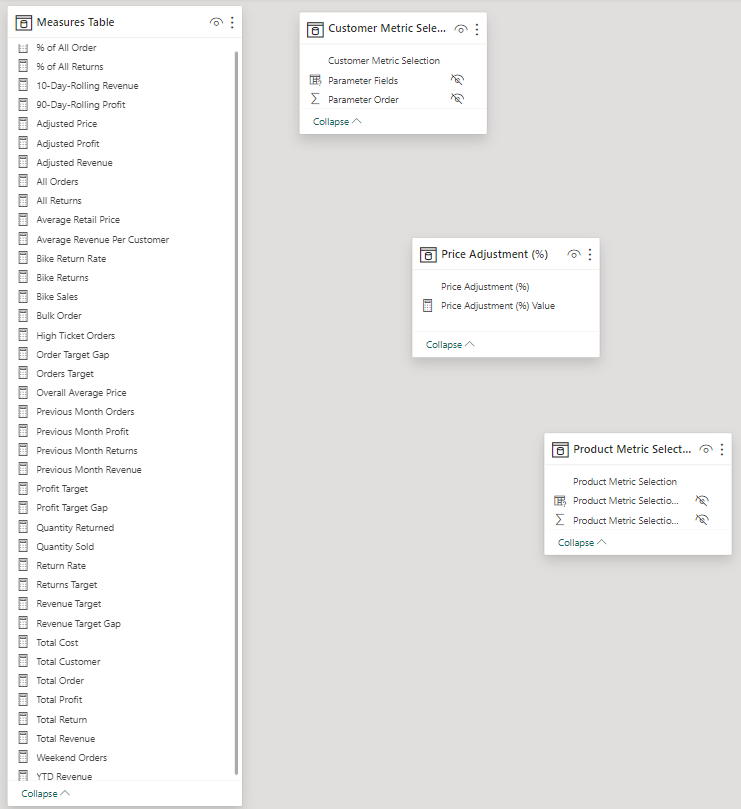 Measures Table
% of All Order
% of All Returns
10-Day-Rolling Revenue
90-Day-Rolling Profit
Adjusted Price
Adjusted Profit
Adjusted Revenue
All Orders
All Returns
Average Retail Price
Average Revenue Per Customer
Bike Return Rate
Bike Returns
Bike Sales
Bulk Order
High Ticket Orders
Order Target Gap
Orders Target
Overall Average Price
Previous Month Orders
Previous Month Profit
Previous Month Returns
Previous Month Revenue
Profit Target
Profit Target Gap
Quantity Returned
Quantity Sold
Return Rate
Returns Target
Revenue Target
Revenue Target Gap
Total Cost
Total Customer
Total Order
Total Profit
Total Return
Total Revenue
Weekend Orders
YTD Revenue
Collapse
Customer Metric Sele...
Customer Metric Selection
Parameter Fields
Parameter Order
Collapse
Price Adjustment (%)
Price Adjustment (%)
Price Adjustment (%) Value
Collapse
Product Metric Select...
Product Metric Selection
Product Metric Selectio...
Product Metric Selectio...
Collapse